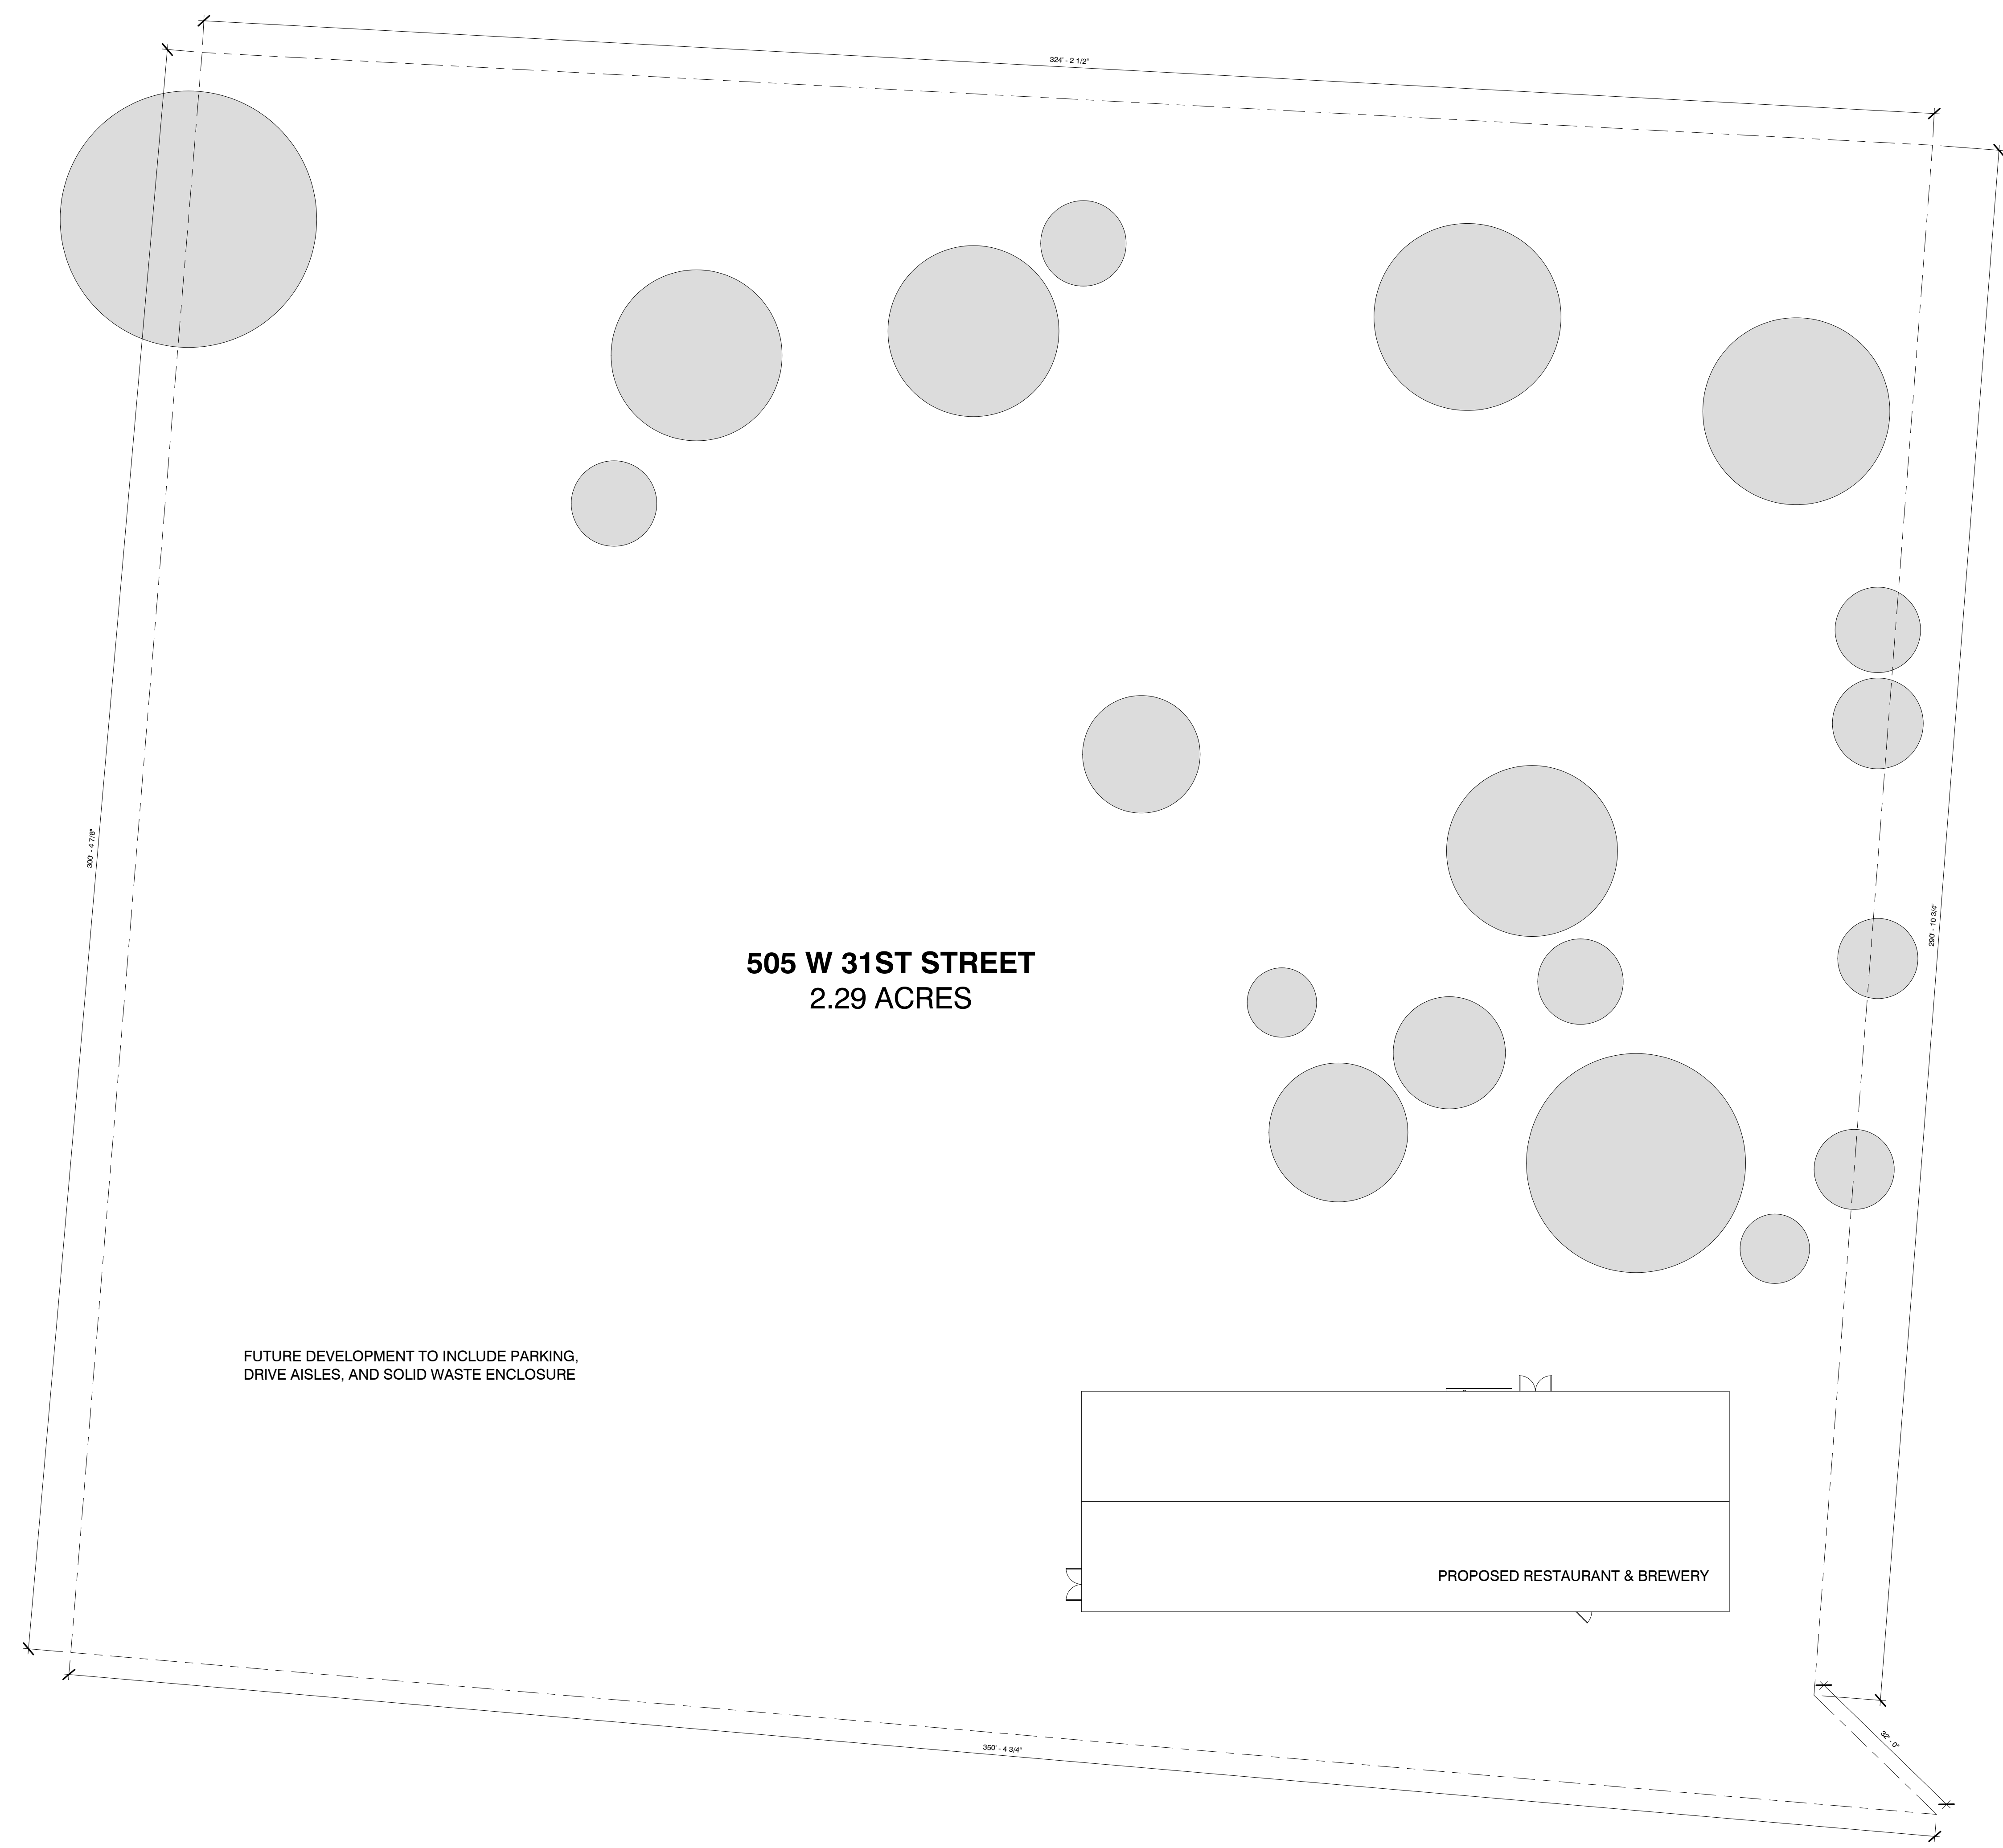 324' - 2 1/2"
300' - 4 7/8"
290' - 10 3/4"
505 W 31ST STREET
2.29 ACRES
FUTURE DEVELOPMENT TO INCLUDE PARKING,
DRIVE AISLES, AND SOLID WASTE ENCLOSURE
PROPOSED RESTAURANT & BREWERY
350' - 4 3/4"
32' - 0"